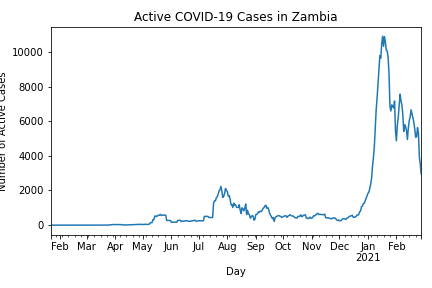 Active COVID-19 Cases in Zambia
Number of Active Cases
10000
8000
6000
4000
2000
0
Feb Mar Apr May Jun Jul Aug Sep Oct Nov Dec Jan Feb
2021
Day